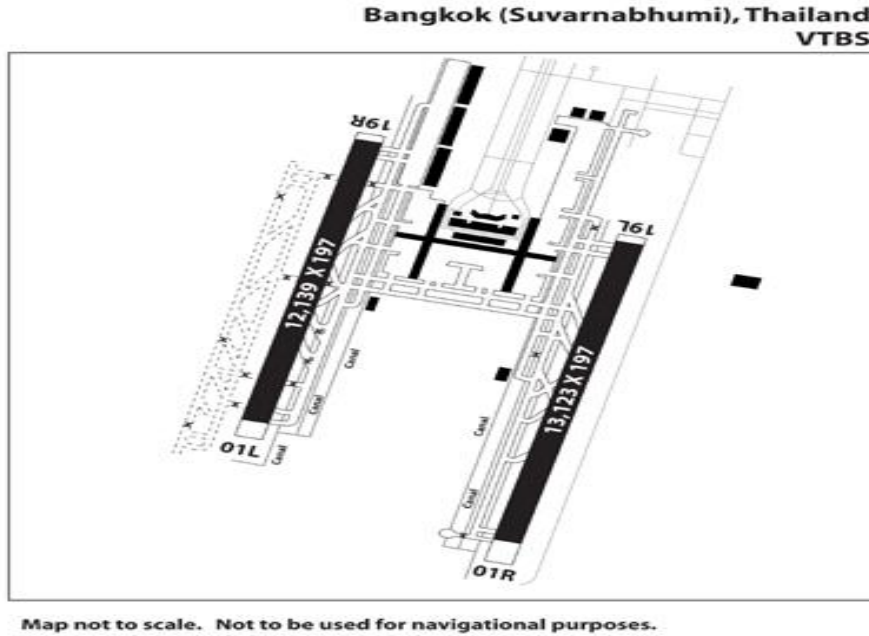 Bangkok (Suvarnabhumi), Thailand
VTBS
19R
19L
12,139 X 197
13,123 X 197
Canal
Canal
Canal
Canal
Canal
01L
01R
Map not to scale. Not to be used for navigational purposes.